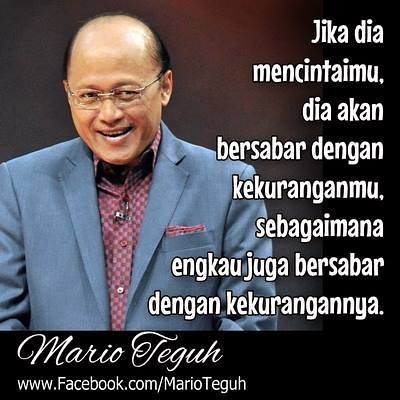 Jika dia
mencintaimu,
dia akan
bersabar dengan
kekuranganmu,
sebagaimana
engkau juga bersabar
dengan kekurangannya.
Mario Teguh
www.Facebook.com/MarioTeguh